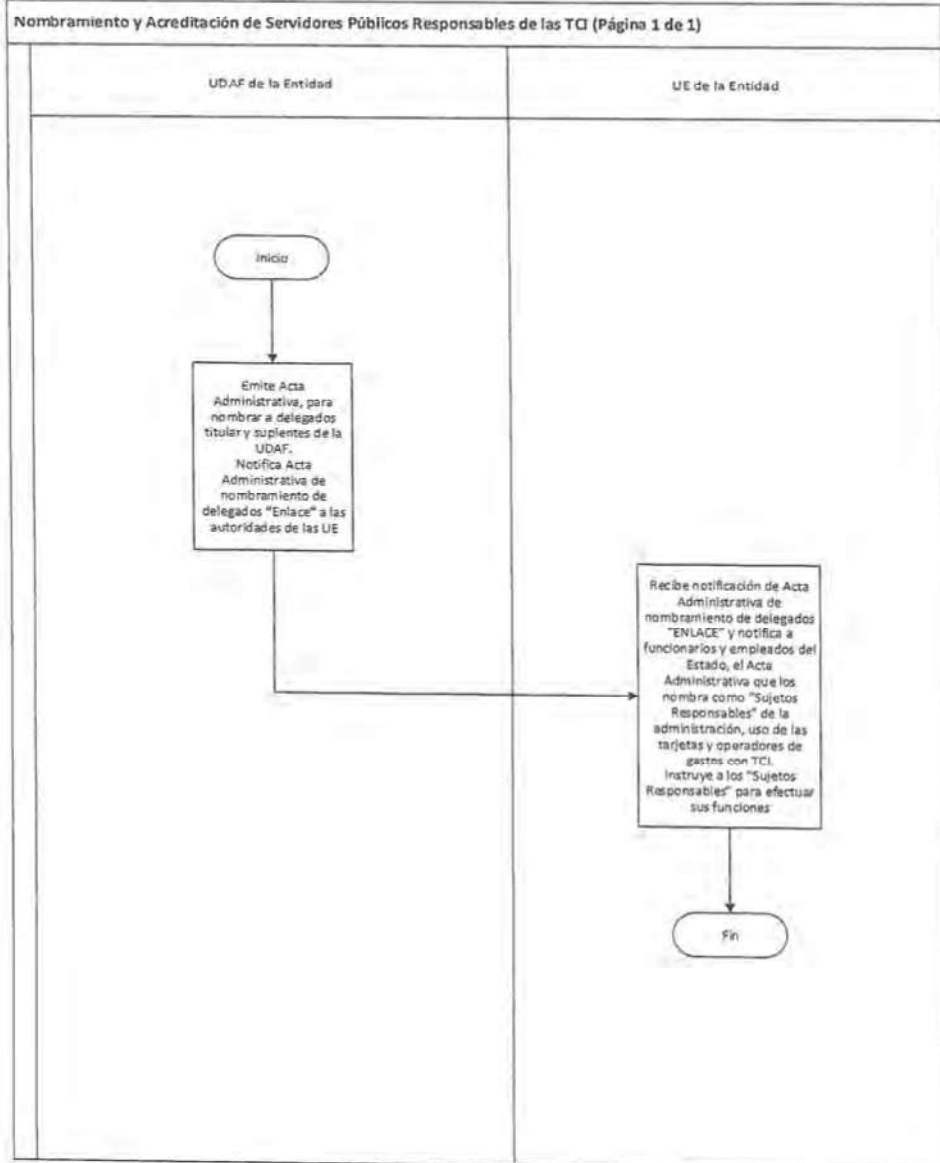 Nombramiento y Acreditación de Servidores Públicos Responsables de las TCI (Página 1 de 1)
UDAF de la Entidad
UE de la Entidad
Inicio
Emite Acta
Administrativa, para
nombrar a delegados
titular y suplentes de la
UDAF.
Notifica Acta
Administrativa de
nombramiento de
delegados "Enlace" a las
autoridades de las UE
Recibe notificación de Acta
Administrativa de
nombramiento de delegados
"ENLACE" y notifica a
funcionarios y empleados del
Estado, el Acta
Administrativa que los
nombra como "Sujetos
Responsables" de la
administración, uso de las
tarjetas y operadores de
gastos con TCI.
Instruye a los "Sujetos
Responsables" para efectuar
sus funciones
Fin